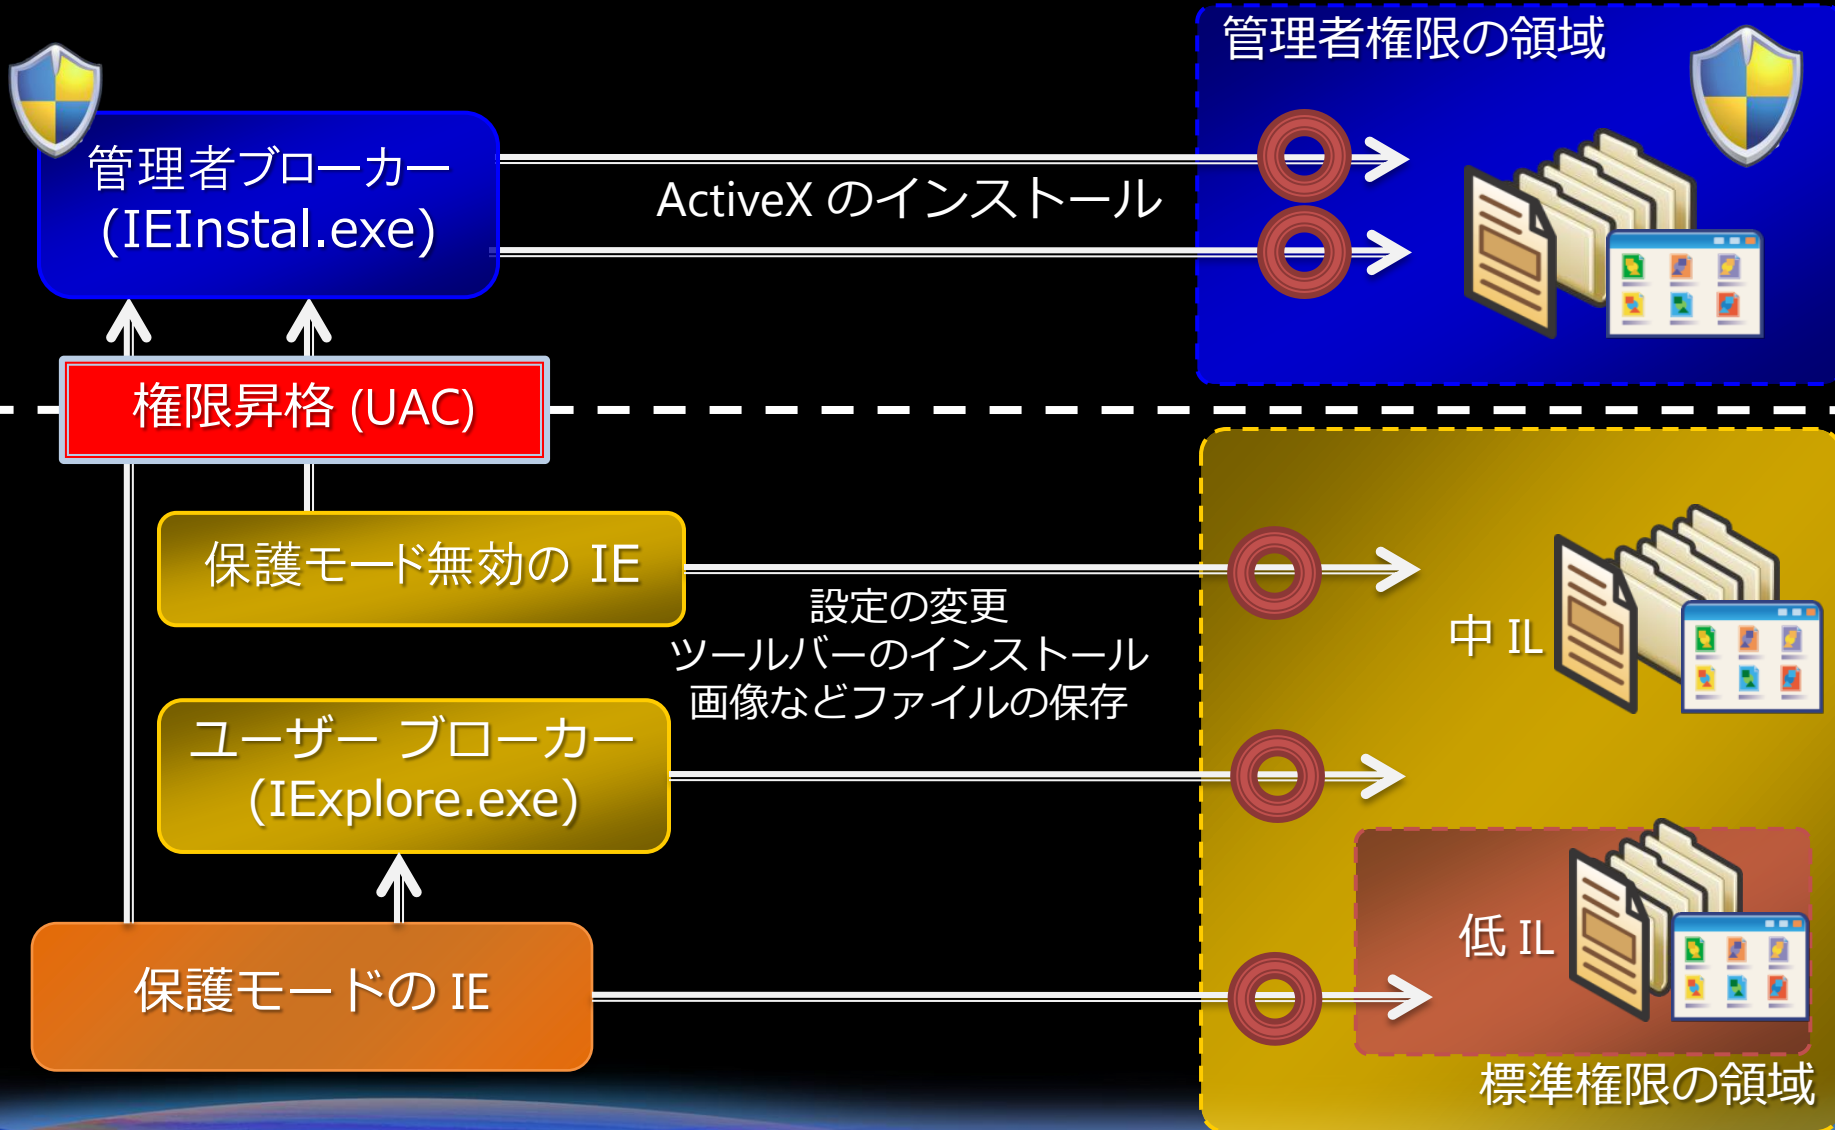 管理者権限の領域
管理者ブローカー
(IEInstal.exe)
ActiveX のインストール
権限昇格 (UAC)
保護モード無効の IE
設定の変更
ツールバーのインストール
画像などファイルの保存
中 IL
ユーザー ブローカー
(IExplore.exe)
低 IL
保護モードの IE
標準権限の領域